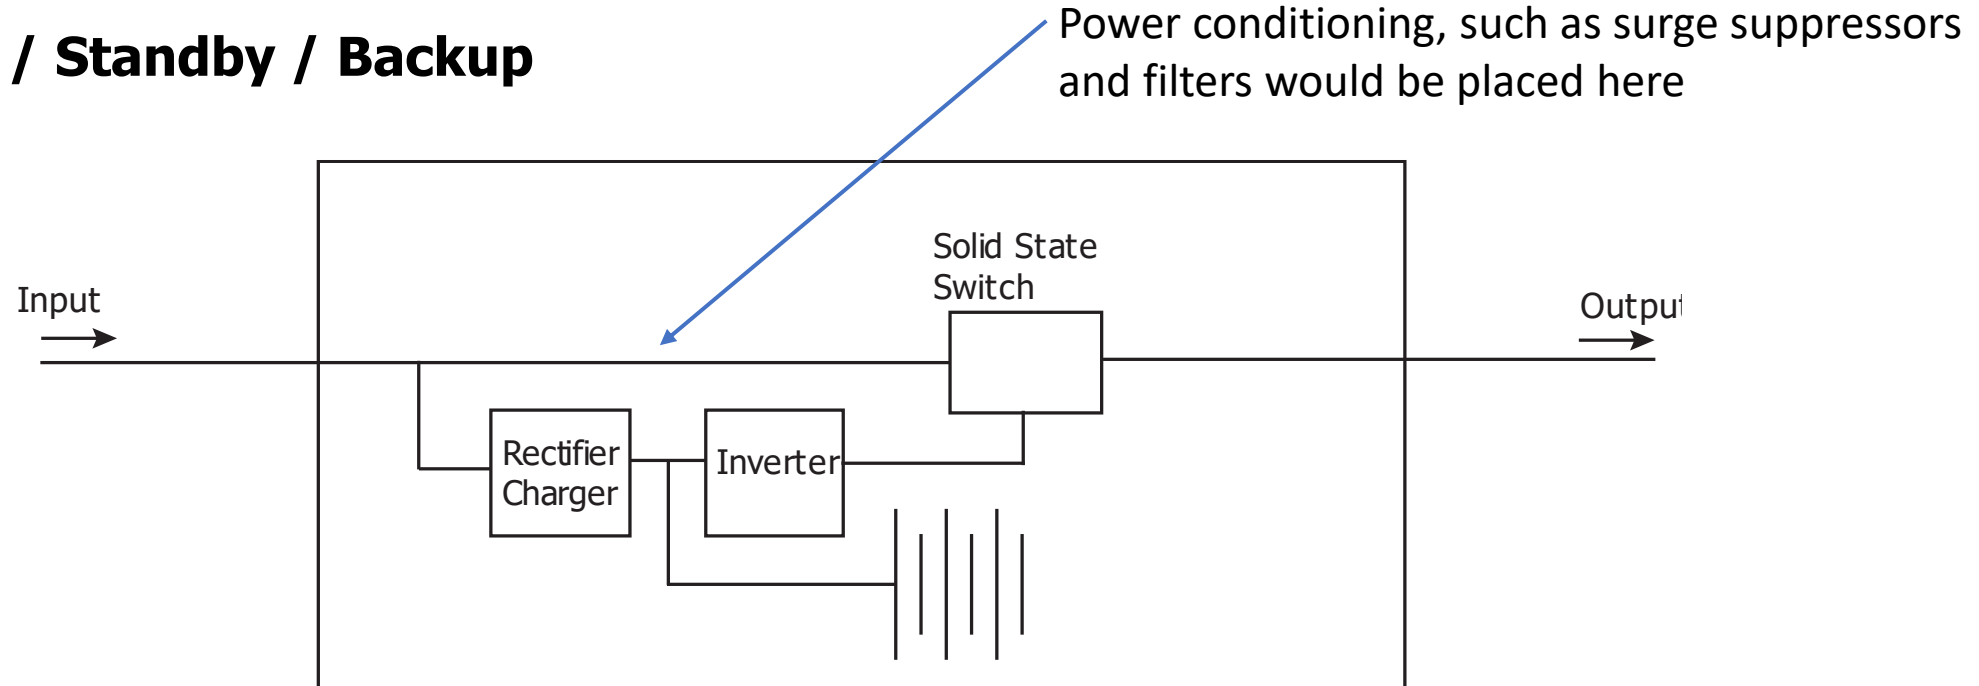 / Standby / Backup
Power conditioning, such as surge suppressors
and filters would be placed here
Solid State
Switch
Input
Output
Rectifier
Charger
Inverter